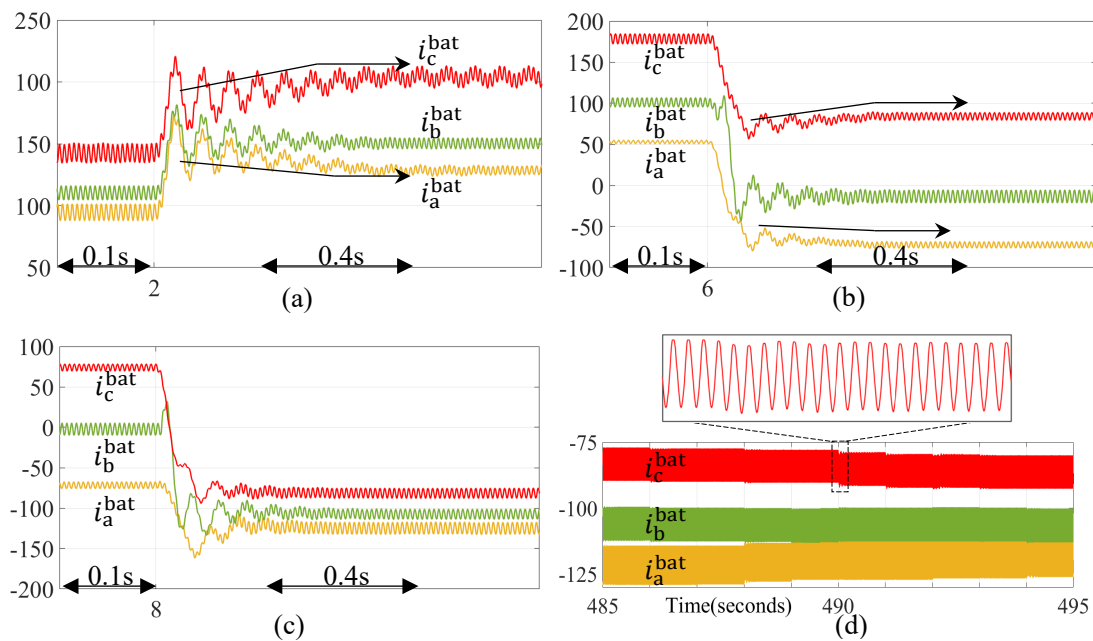 250
100
150
100
50
i_c^bat
i_b^bat
i_a^bat
0.1s
0.4s
2
(a)
200
150
100
50
0
-50
-100
i_c^bat
i_b^bat
i_a^bat
0.1s
0.4s
6
(b)
100
50
0
-50
-100
-150
-200
i_c^bat
i_b^bat
i_a^bat
0.1s
0.4s
8
(c)
-75
-100
-125
i_c^bat
i_b^bat
i_a^bat
485
Time(seconds)
490
495
(d)